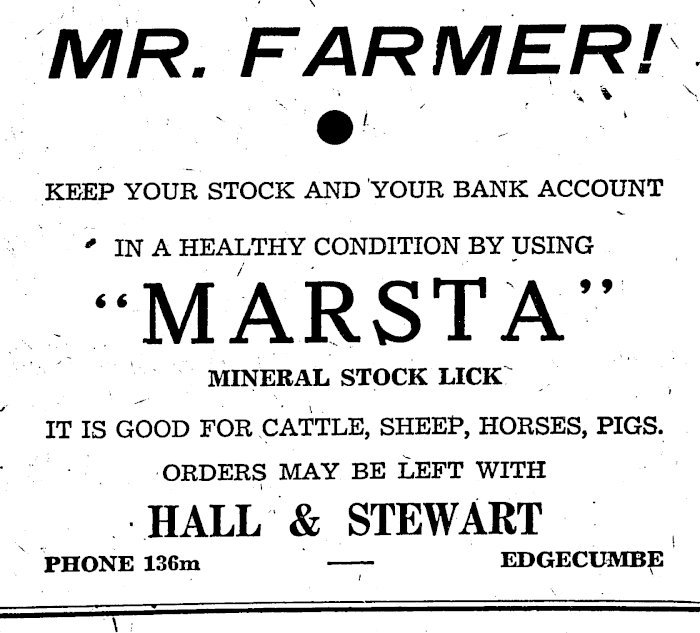 MR. FARMER!
KEEP YOUR STOCK AND YOUR BANK ACCOUNT
IN A HEALTHY CONDITION BY USING
“MARSTA”
MINERAL STOCK LICK
IT IS GOOD FOR CATTLE, SHEEP, HORSES, PIGS.
ORDERS MAY BE LEFT WITH
HALL & STEWART
PHONE 136m — EDGECUMBE